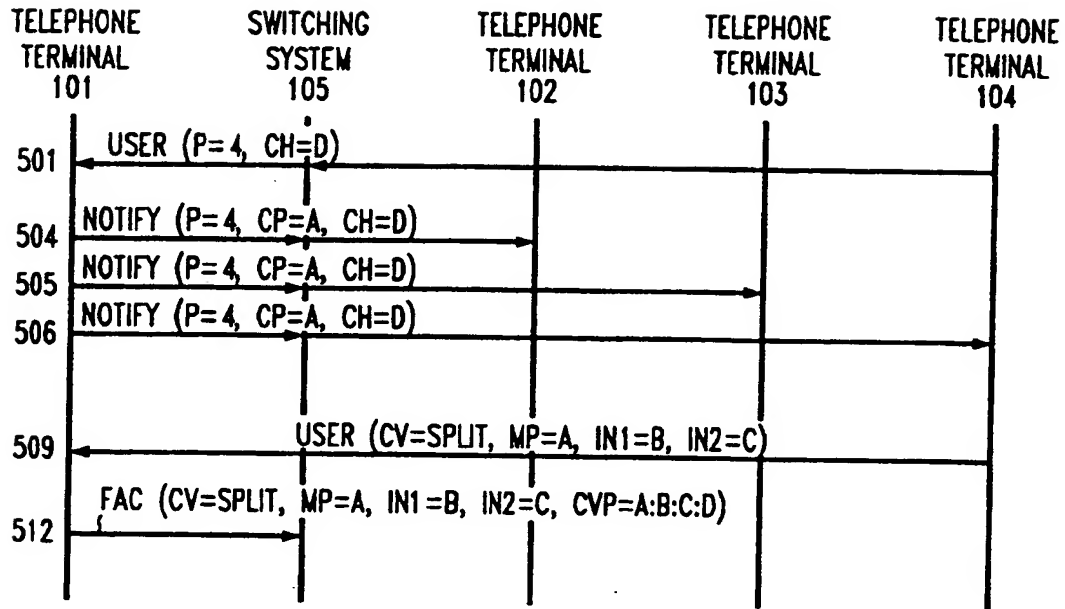 TELEPHONE TERMINAL 101
SWITCHING SYSTEM 105
TELEPHONE TERMINAL 102
TELEPHONE TERMINAL 103
TELEPHONE TERMINAL 104
501 USER (P=4, CH=D)
504 NOTIFY (P=4, CP=A, CH=D)
505 NOTIFY (P=4, CP=A, CH=D)
506 NOTIFY (P=4, CP=A, CH=D)
509 USER (CV=SPLIT, MP=A, IN1=B, IN2=C)
512 FAC (CV=SPLIT, MP=A, IN1=B, IN2=C, CVP=A:B:C:D)